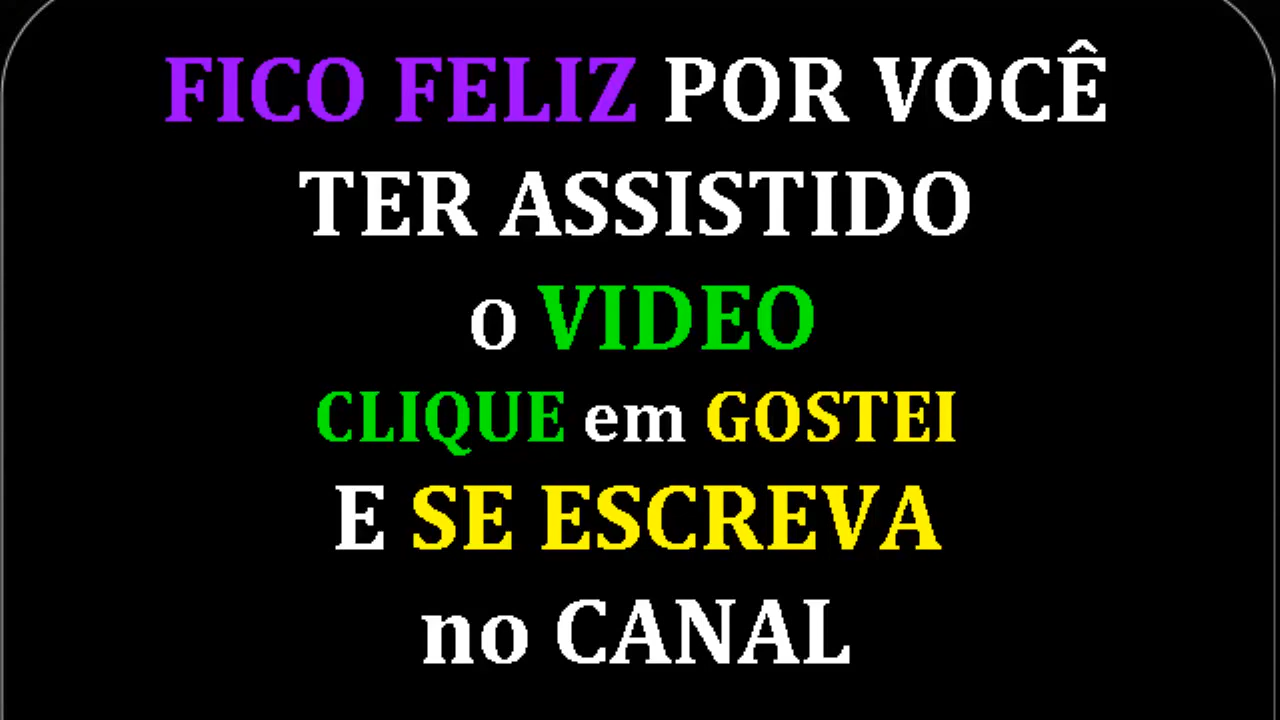 FICO FELIZ POR VOCÊ
TER ASSISTIDO
O VIDEO
CLIQUE em GOSTEI
E SE ESCREVA
no CANAL